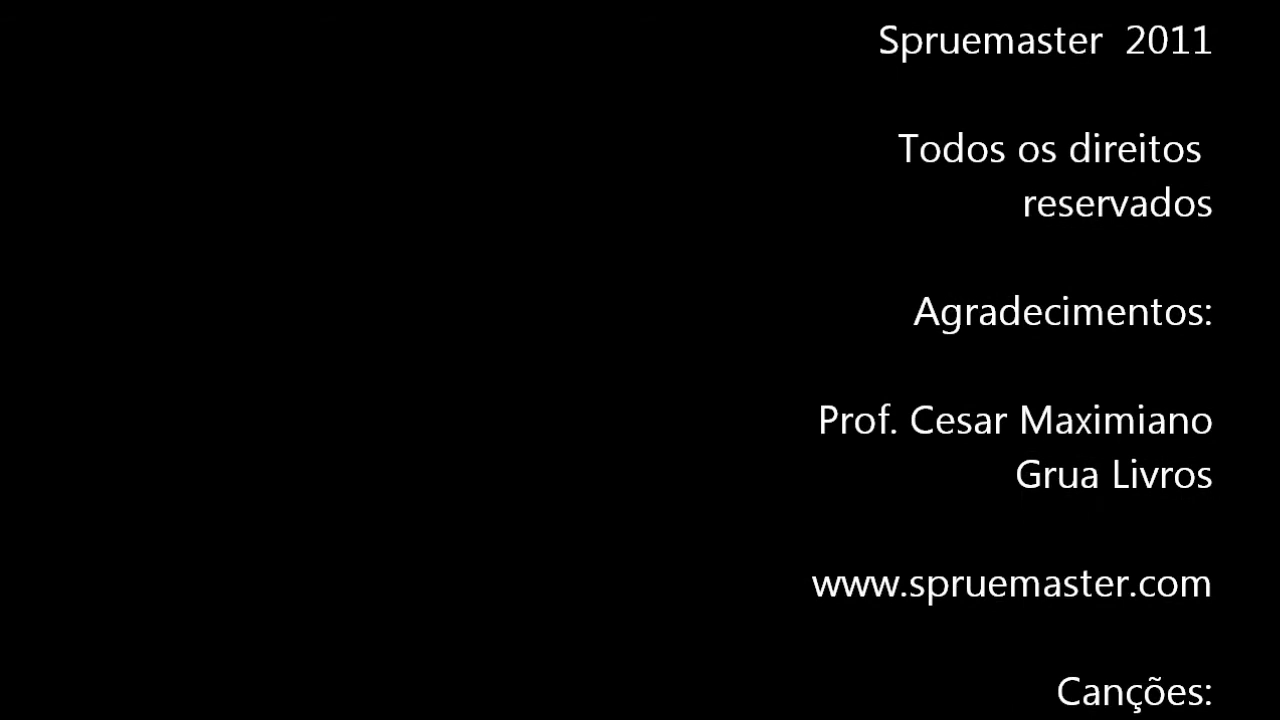 Spruemaster 2011
Todos os direitos
reservados
Agradecimentos:
Prof. Cesar Maximiano
Grua Livros
www.spruemaster.com
Canções: